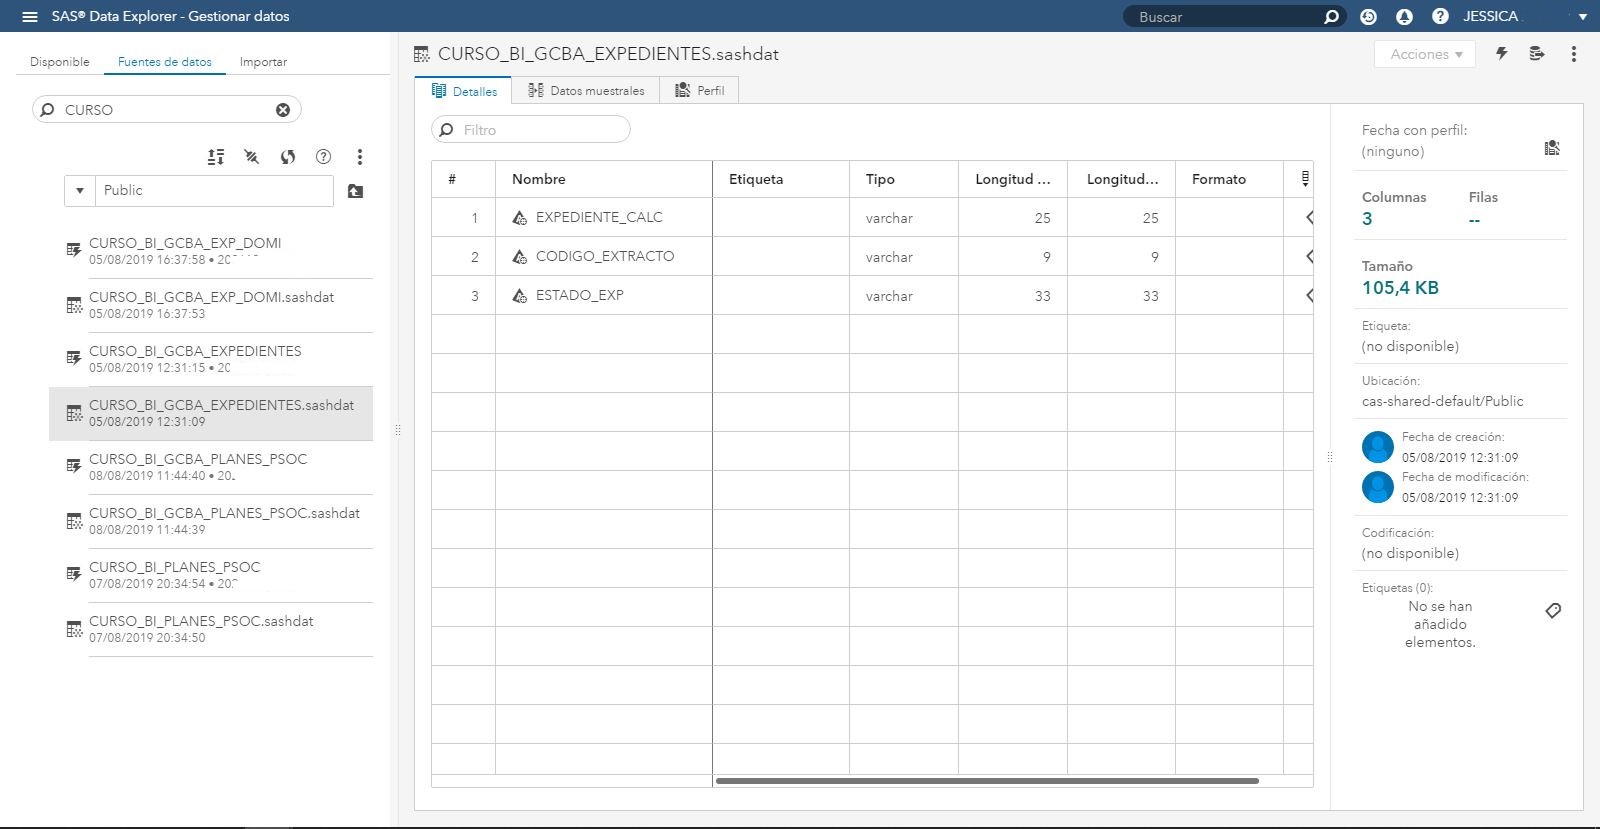 SAS® Data Explorer - Gestionar datos
Buscar
JESSICA
Disponible
Fuentes de datos
Importar
CURSO
Public
CURSO_BI_GCBA_EXP_DOMI
05/08/2019 16:37:58 •
CURSO_BI_GCBA_EXP_DOMI.sashdat
05/08/2019 16:37:53
CURSO_BI_GCBA_EXPEDIENTES
05/08/2019 12:31:15 • 20
CURSO_BI_GCBA_EXPEDIENTES.sashdat
05/08/2019 12:31:09
CURSO_BI_GCBA_PLANES_PSOC
08/08/2019 11:44:40 • 20
CURSO_BI_GCBA_PLANES_PSOC.sashdat
08/08/2019 11:44:39
CURSO_BI_PLANES_PSOC
07/08/2019 20:34:54 •
CURSO_BI_PLANES_PSOC.sashdat
07/08/2019 20:34:50
CURSO_BI_GCBA_EXPEDIENTES.sashdat
Acciones
Detalles
Datos muestrales
Perfil
Filtro
# Nombre Etiqueta Tipo Longitud ... Longitud... Formato
1 EXPEDIENTE_CALC varchar 25 25
2 CODIGO_EXTRACTO varchar 9 9
3 ESTADO_EXP varchar 33 33
Fecha con perfil:
(ninguno)
Columnas Filas
3 --
Tamaño
105,4 KB
Etiqueta:
(no disponible)
Ubicación:
cas-shared-default/Public
Fecha de creación:
05/08/2019 12:31:09
Fecha de modificación:
05/08/2019 12:31:09
Codificación:
(no disponible)
Etiquetas (0):
No se han
añadido
elementos.